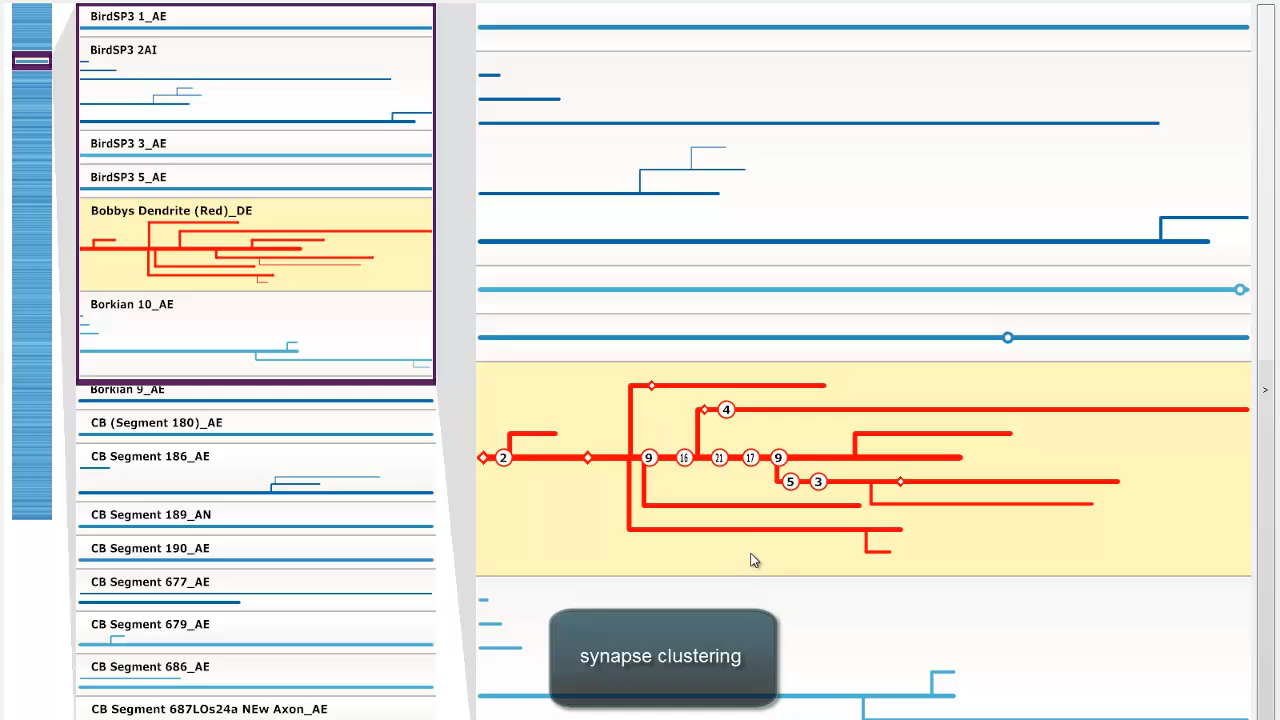 BirdSP3 1_AE
BirdSP3 2AI
BirdSP3 3_AE
BirdSP3 5_AE
Bobbys Dendrite (Red)_DE
Borkian 10_AE
Borkian 9_AE
CB (Segment 180)_AE
CB Segment 186_AE
CB Segment 189_AN
CB Segment 190_AE
CB Segment 677_AE
CB Segment 679_AE
CB Segment 686_AE
CB Segment 687LOs24a NEw Axon_AE
4
2 9 16 21 17 9
5 3
synapse clustering
>